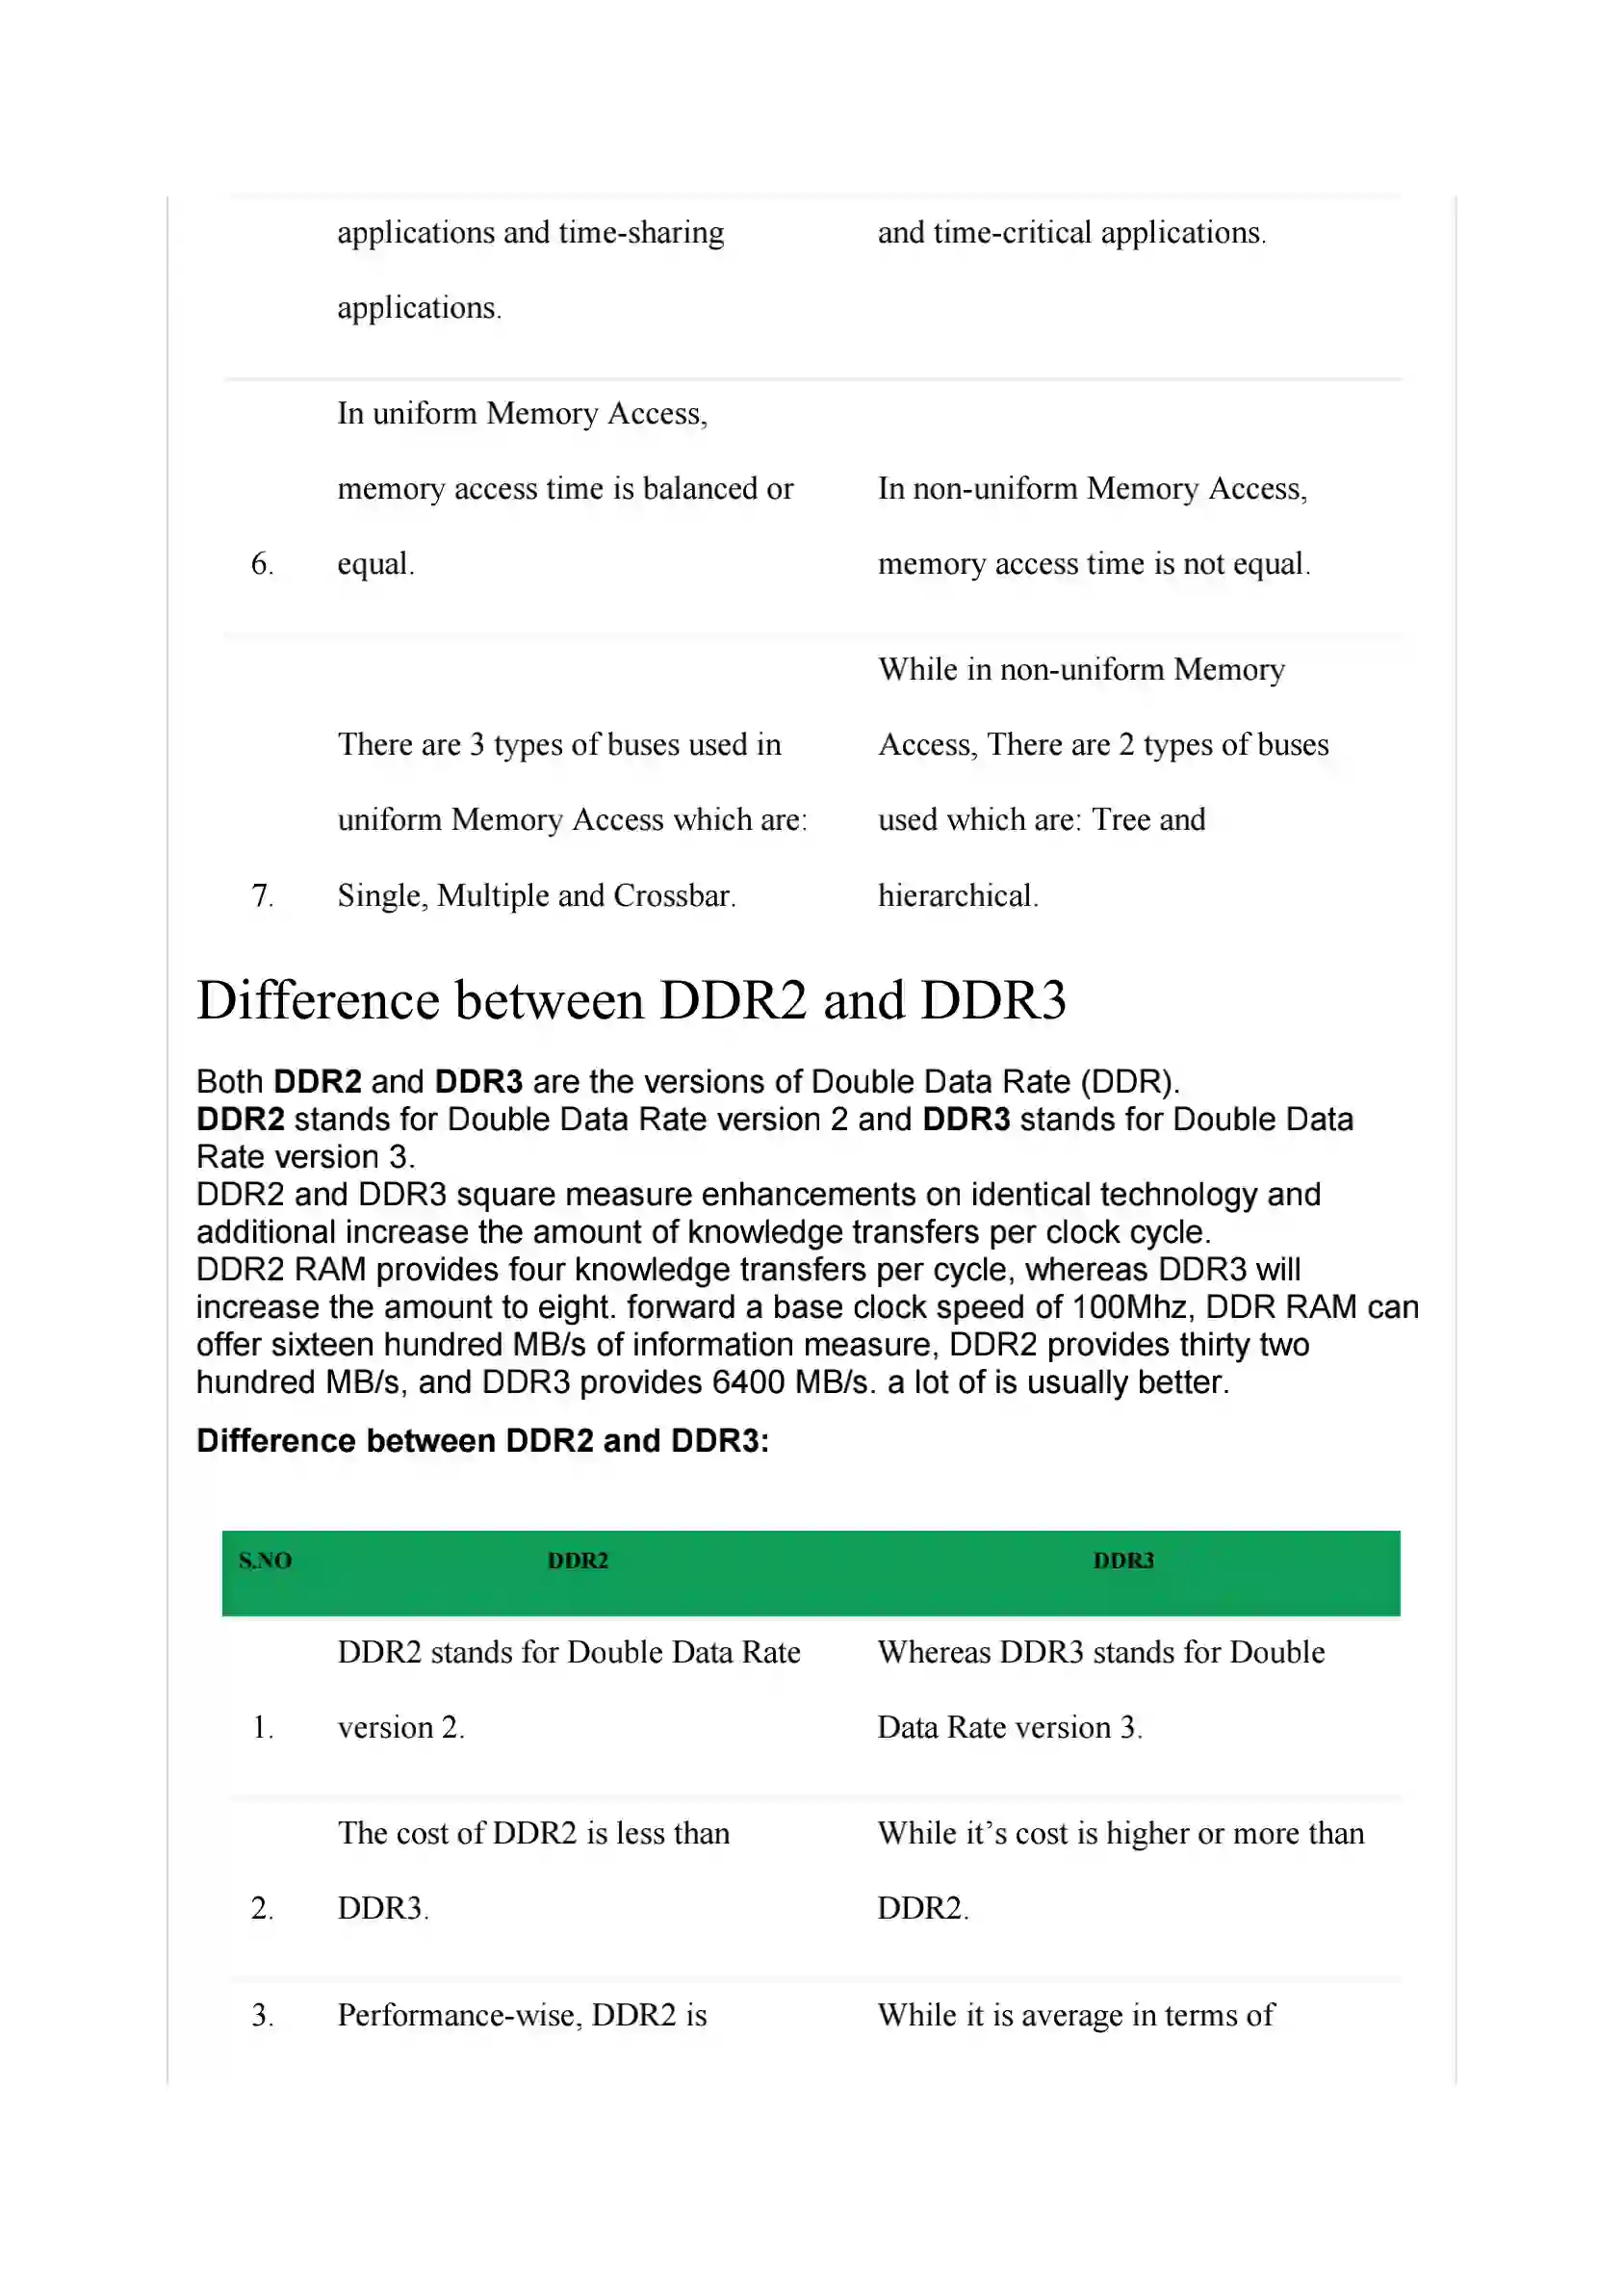 applications and time-sharing
applications.
and time-critical applications.
6.
In uniform Memory Access,
memory access time is balanced or
equal.
In non-uniform Memory Access,
memory access time is not equal.
7.
There are 3 types of buses used in
uniform Memory Access which are:
Single, Multiple and Crossbar.
While in non-uniform Memory
Access, There are 2 types of buses
used which are: Tree and
hierarchical.
Difference between DDR2 and DDR3
Both DDR2 and DDR3 are the versions of Double Data Rate (DDR).
DDR2 stands for Double Data Rate version 2 and DDR3 stands for Double Data
Rate version 3.
DDR2 and DDR3 square measure enhancements on identical technology and
additional increase the amount of knowledge transfers per clock cycle.
DDR2 RAM provides four knowledge transfers per cycle, whereas DDR3 will
increase the amount to eight. forward a base clock speed of 100Mhz, DDR RAM can
offer sixteen hundred MB/s of information measure, DDR2 provides thirty two
hundred MB/s, and DDR3 provides 6400 MB/s. a lot of is usually better.
Difference between DDR2 and DDR3:
S.NO DDR2 DDR3
1.
DDR2 stands for Double Data Rate
version 2.
Whereas DDR3 stands for Double
Data Rate version 3.
2.
The cost of DDR2 is less than
DDR3.
While it’s cost is higher or more than
DDR2.
3.
Performance-wise, DDR2 is
While it is average in terms of